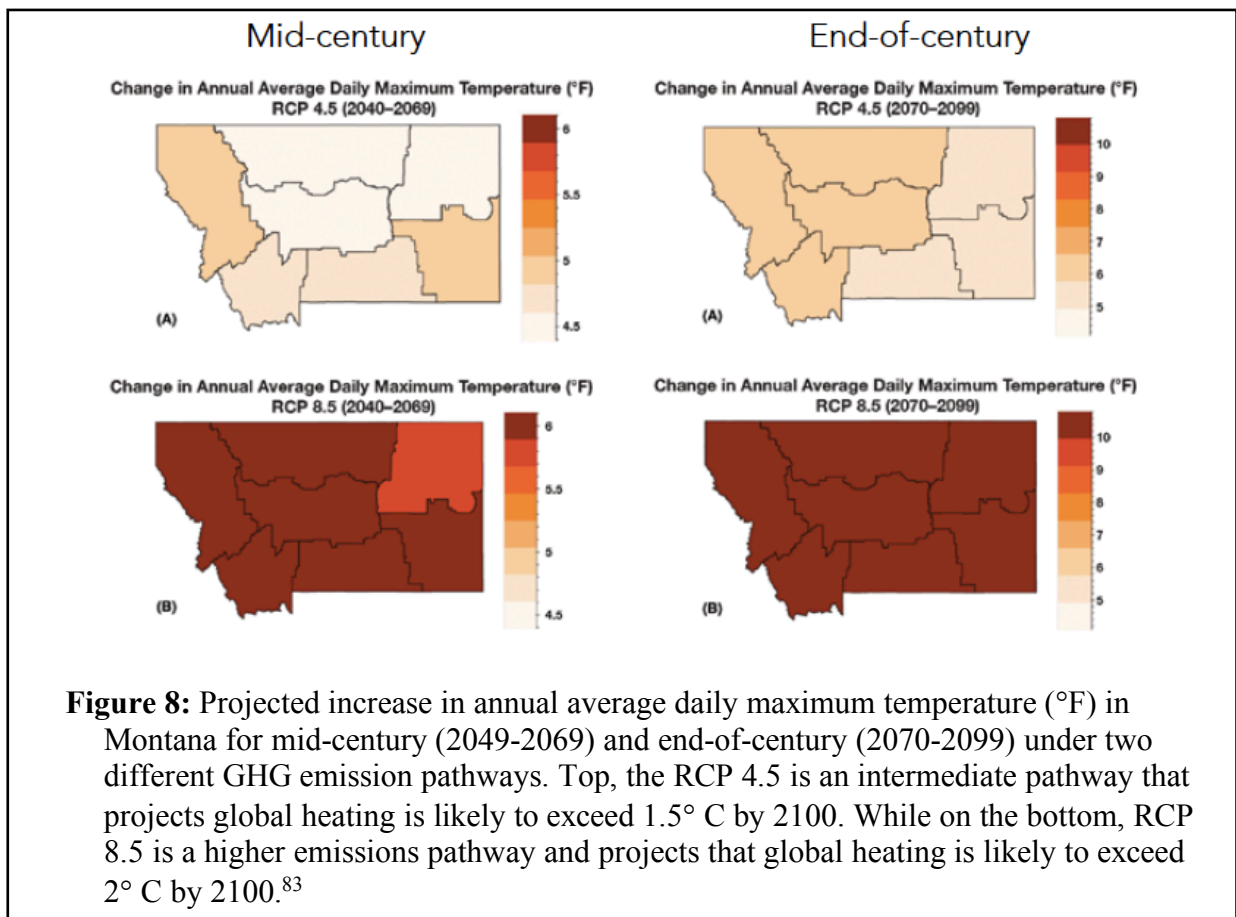 Mid-century
End-of-century
Change in Annual Average Daily Maximum Temperature (°F)
RCP 4.5 (2040–2069)
6
5.5
5
4.5
(A)
Change in Annual Average Daily Maximum Temperature (°F)
RCP 4.5 (2070–2099)
10
9
8
7
6
5
(A)
Change in Annual Average Daily Maximum Temperature (°F)
RCP 8.5 (2040–2069)
6
5.5
5
4.5
(B)
Change in Annual Average Daily Maximum Temperature (°F)
RCP 8.5 (2070–2099)
10
9
8
7
6
5
(B)
Figure 8: Projected increase in annual average daily maximum temperature (°F) in
Montana for mid-century (2049-2069) and end-of-century (2070-2099) under two
different GHG emission pathways. Top, the RCP 4.5 is an intermediate pathway that
projects global heating is likely to exceed 1.5° C by 2100. While on the bottom, RCP
8.5 is a higher emissions pathway and projects that global heating is likely to exceed
2° C by 2100.83